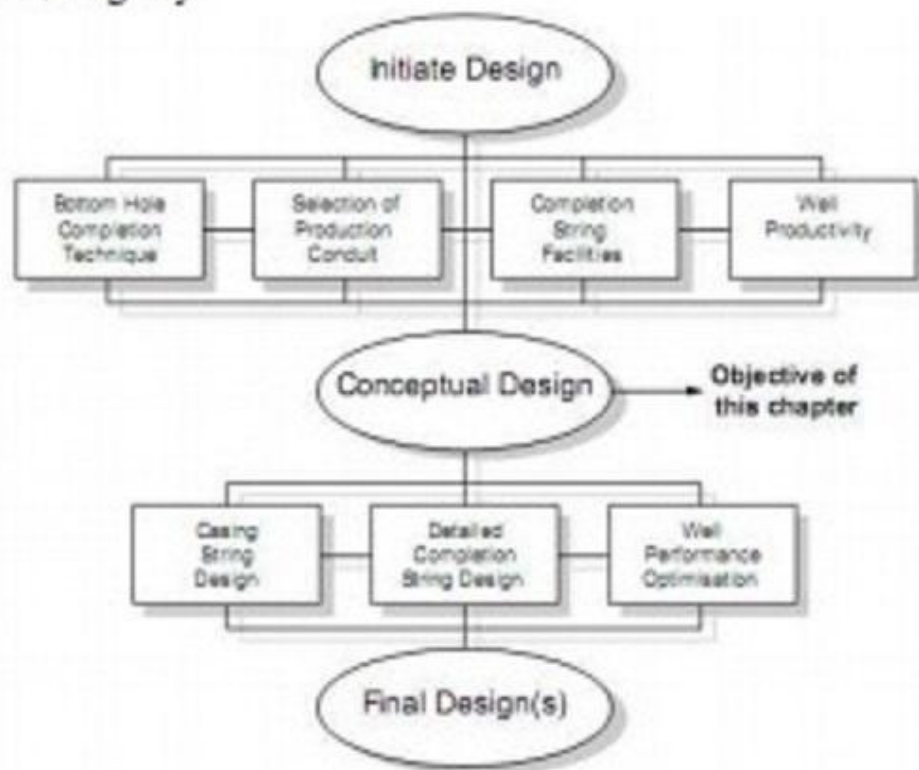 Initiate Design
Bottom Hole
Completion
Technique
Selection of
Production
Conduit
Completion
String
Facilities
Well
Productivity
Conceptual Design
Objective of
this chapter
Casing
String
Design
Detailed
Completion
String Design
Well
Performance
Optimisation
Final Design(s)